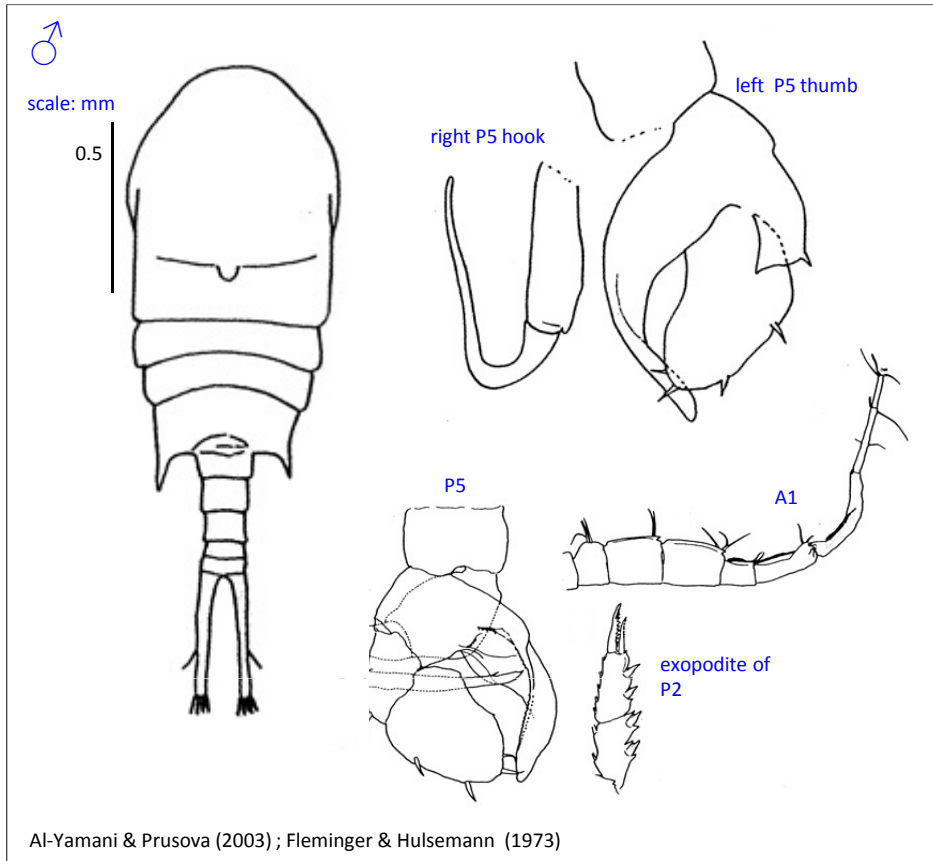 ♂
scale: mm
0.5
right P5 hook
left P5 thumb
P5
A1
exopodite of
P2
Al-Yamani & Prusova (2003) ; Fleminger & Hulsemann (1973)